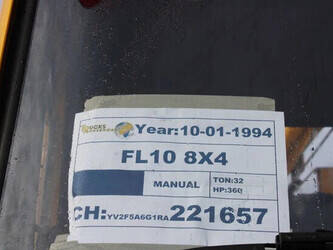 Year:10-01-1994
FL10 8X4
MANUAL
TON:32
HP:360
CH:YV2F5A6G1RA221657